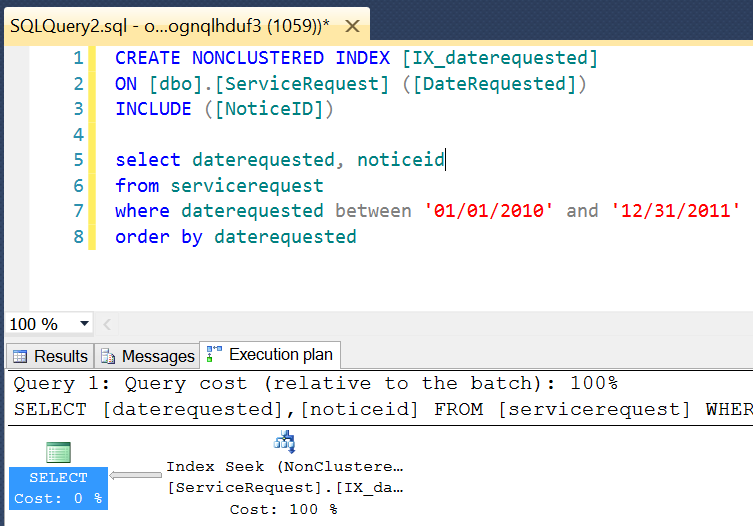 SQLQuery2.sql - o...ognqlhduf3 (1059))* ✕
1 CREATE NONCLUSTERED INDEX [IX_daterequested]
2 ON [dbo].[ServiceRequest] ([DateRequested])
3 INCLUDE ([NoticeID])
4
5 select daterequested, noticeid
6 from servicerequest
7 where daterequested between '01/01/2010' and '12/31/2011'
8 order by daterequested
100 %
Results Messages Execution plan
Query 1: Query cost (relative to the batch): 100%
SELECT [daterequested],[noticeid] FROM [servicerequest] WHER
SELECT
Cost: 0 %
Index Seek (NonClustere...
[ServiceRequest].[IX_da...
Cost: 100 %